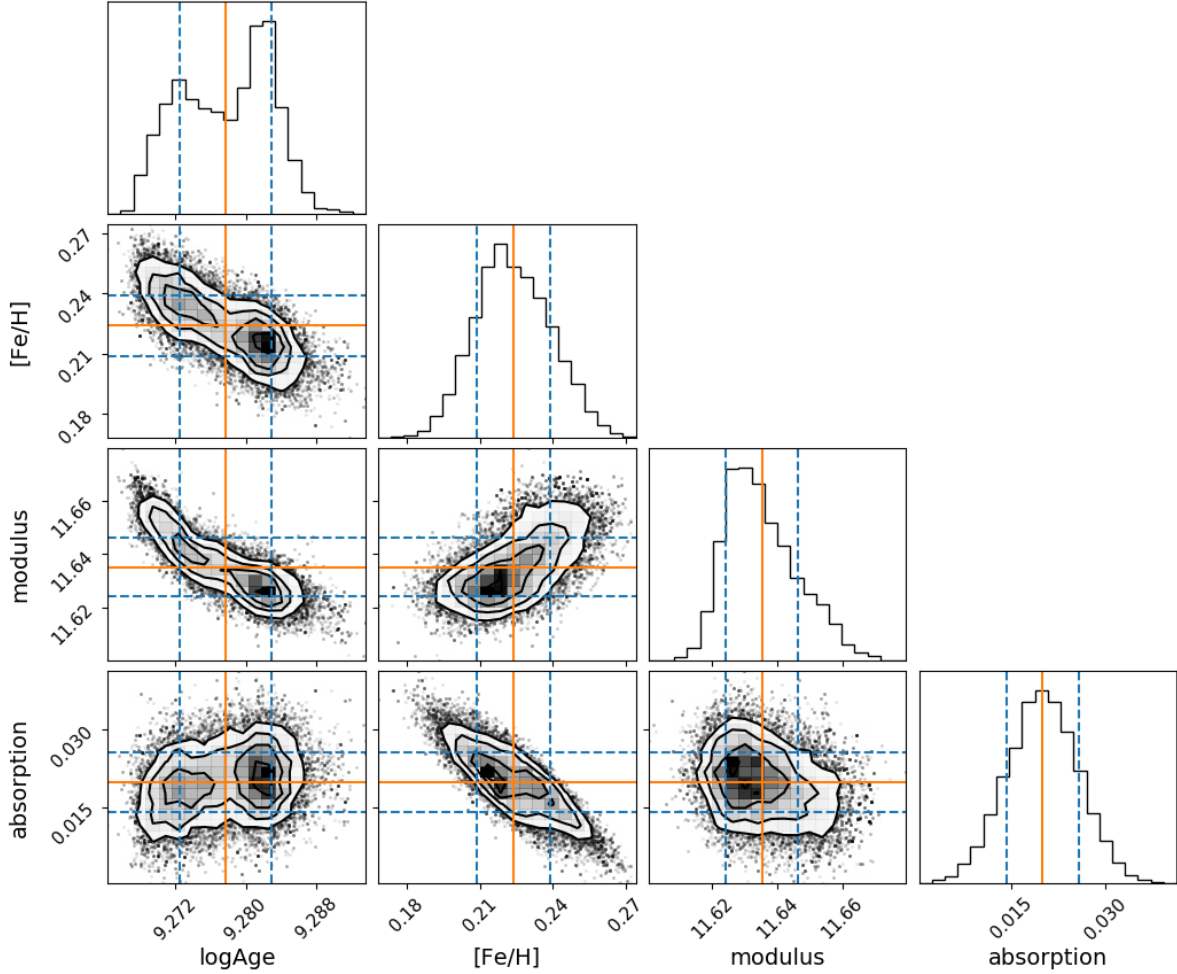 0.27
0.24
0.21
0.18
[Fe/H]
11.66
11.64
11.62
modulus
0.030
0.015
absorption
9.272 9.280 9.288
logAge
0.18 0.21 0.24 0.27
[Fe/H]
11.62 11.64 11.66
modulus
0.015 0.030
absorption